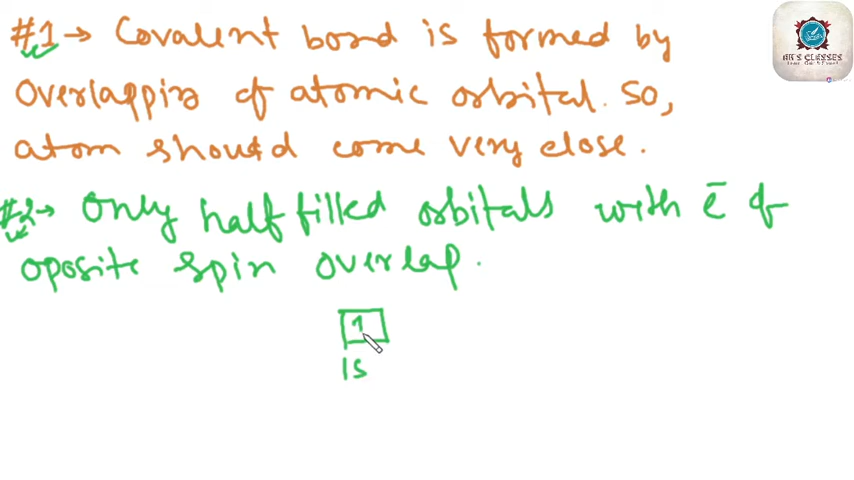 #1 → Covalent bond is formed by
Overlapping of atomic orbital. So,
atom should come very close.
#2 → Only half filled orbitals with ē of
oposite spin overlap.
1
1s